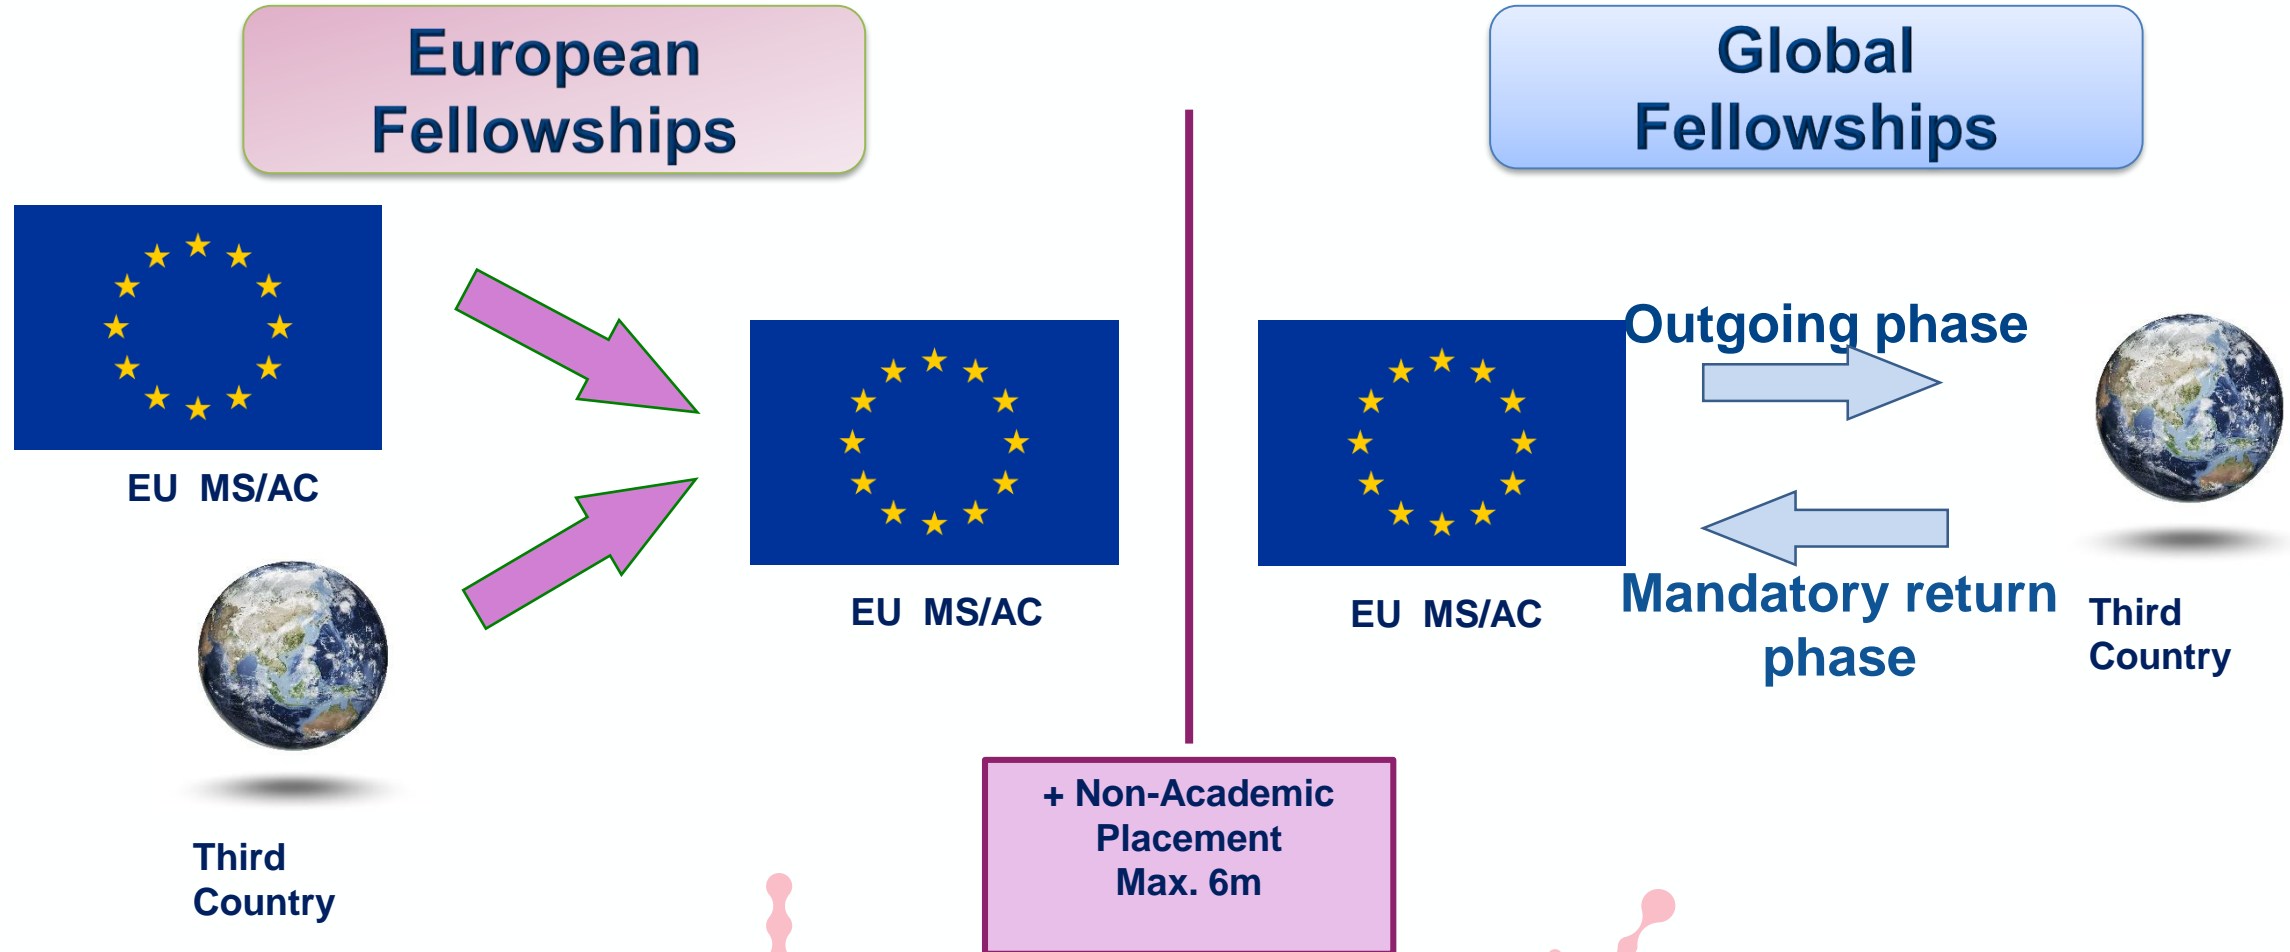 European
Fellowships
EU MS/AC
Third
Country
EU MS/AC
Global
Fellowships
EU MS/AC
Outgoing phase
Mandatory return
phase
Third
Country
+ Non-Academic
Placement
Max. 6m